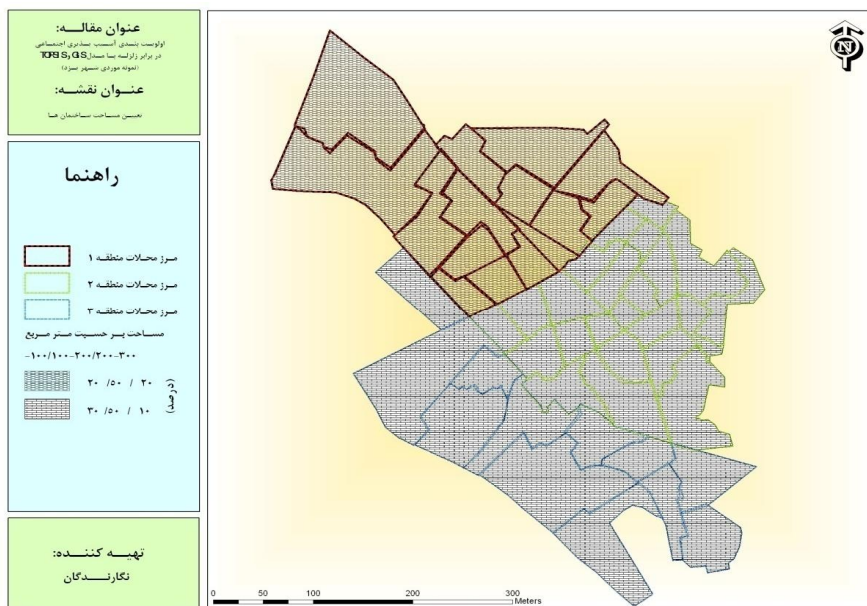 عنوان مقاله:
اولویت بندی آسیب پذیری اجتماعی
در برابر زلزله با مدل GIS و TOPSIS
(نمونه موردی شهر یزد)
عنوان نقشه:
تعیین مساحت ساختمان ها
راهنما
مرز محلات منطقه ۱
مرز محلات منطقه ۲
مرز محلات منطقه ۳
مساحت بر حسیت متر مربع
-۱۰۰/۱۰۰-۲۰۰/۲۰۰-۳۰۰
۲۰ / ۵۰ / ۲۰
۱۰ / ۵۰ / ۳۰
(درصد)
تهیه کننده:
نگارندگان
N
0 50 100 200 300
Meters